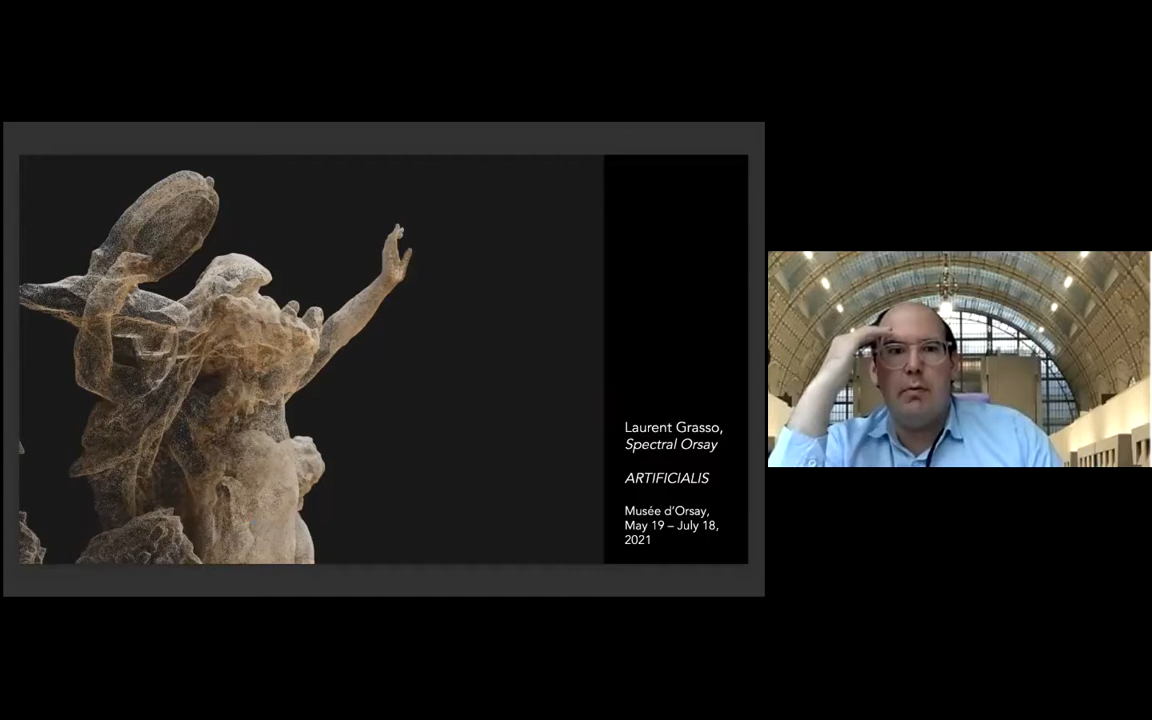 Laurent Grasso,
Spectral Orsay
ARTIFICIALIS
Musée d'Orsay,
May 19 – July 18,
2021